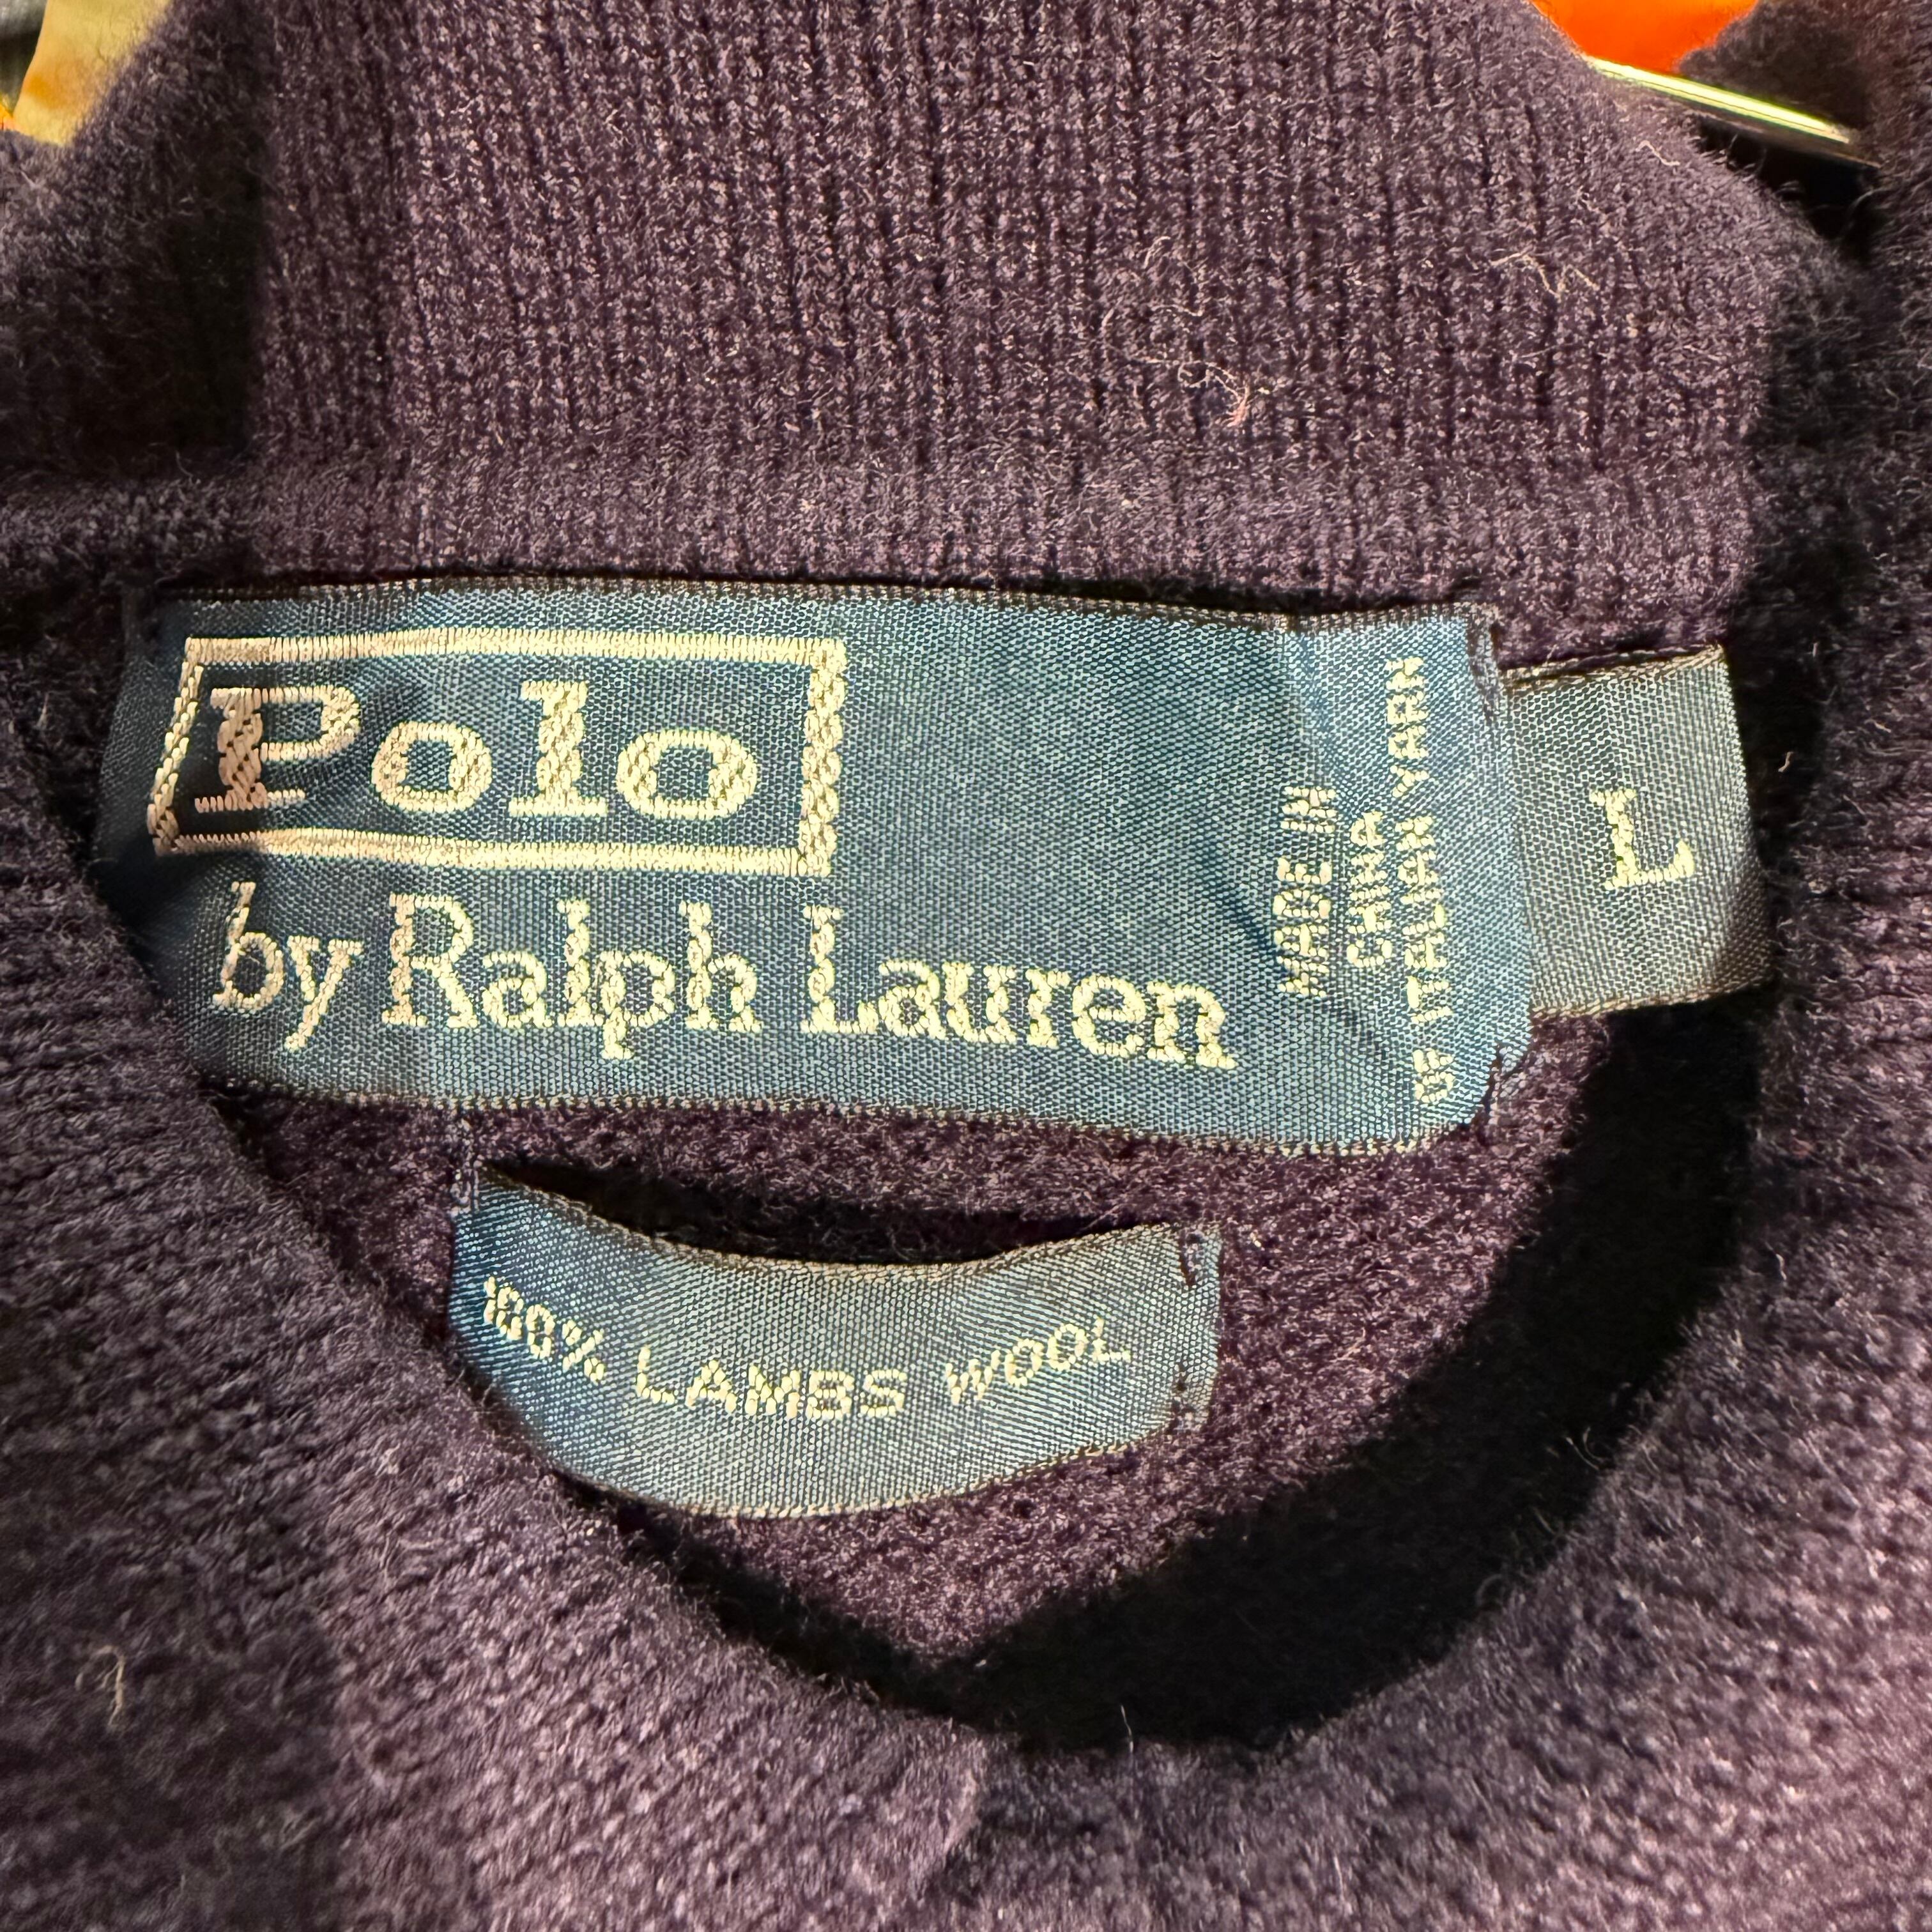 Polo
by Ralph Lauren
MADE IN
CHINA
OF ITALIAN YARN
L
100% LAMBS WOOL